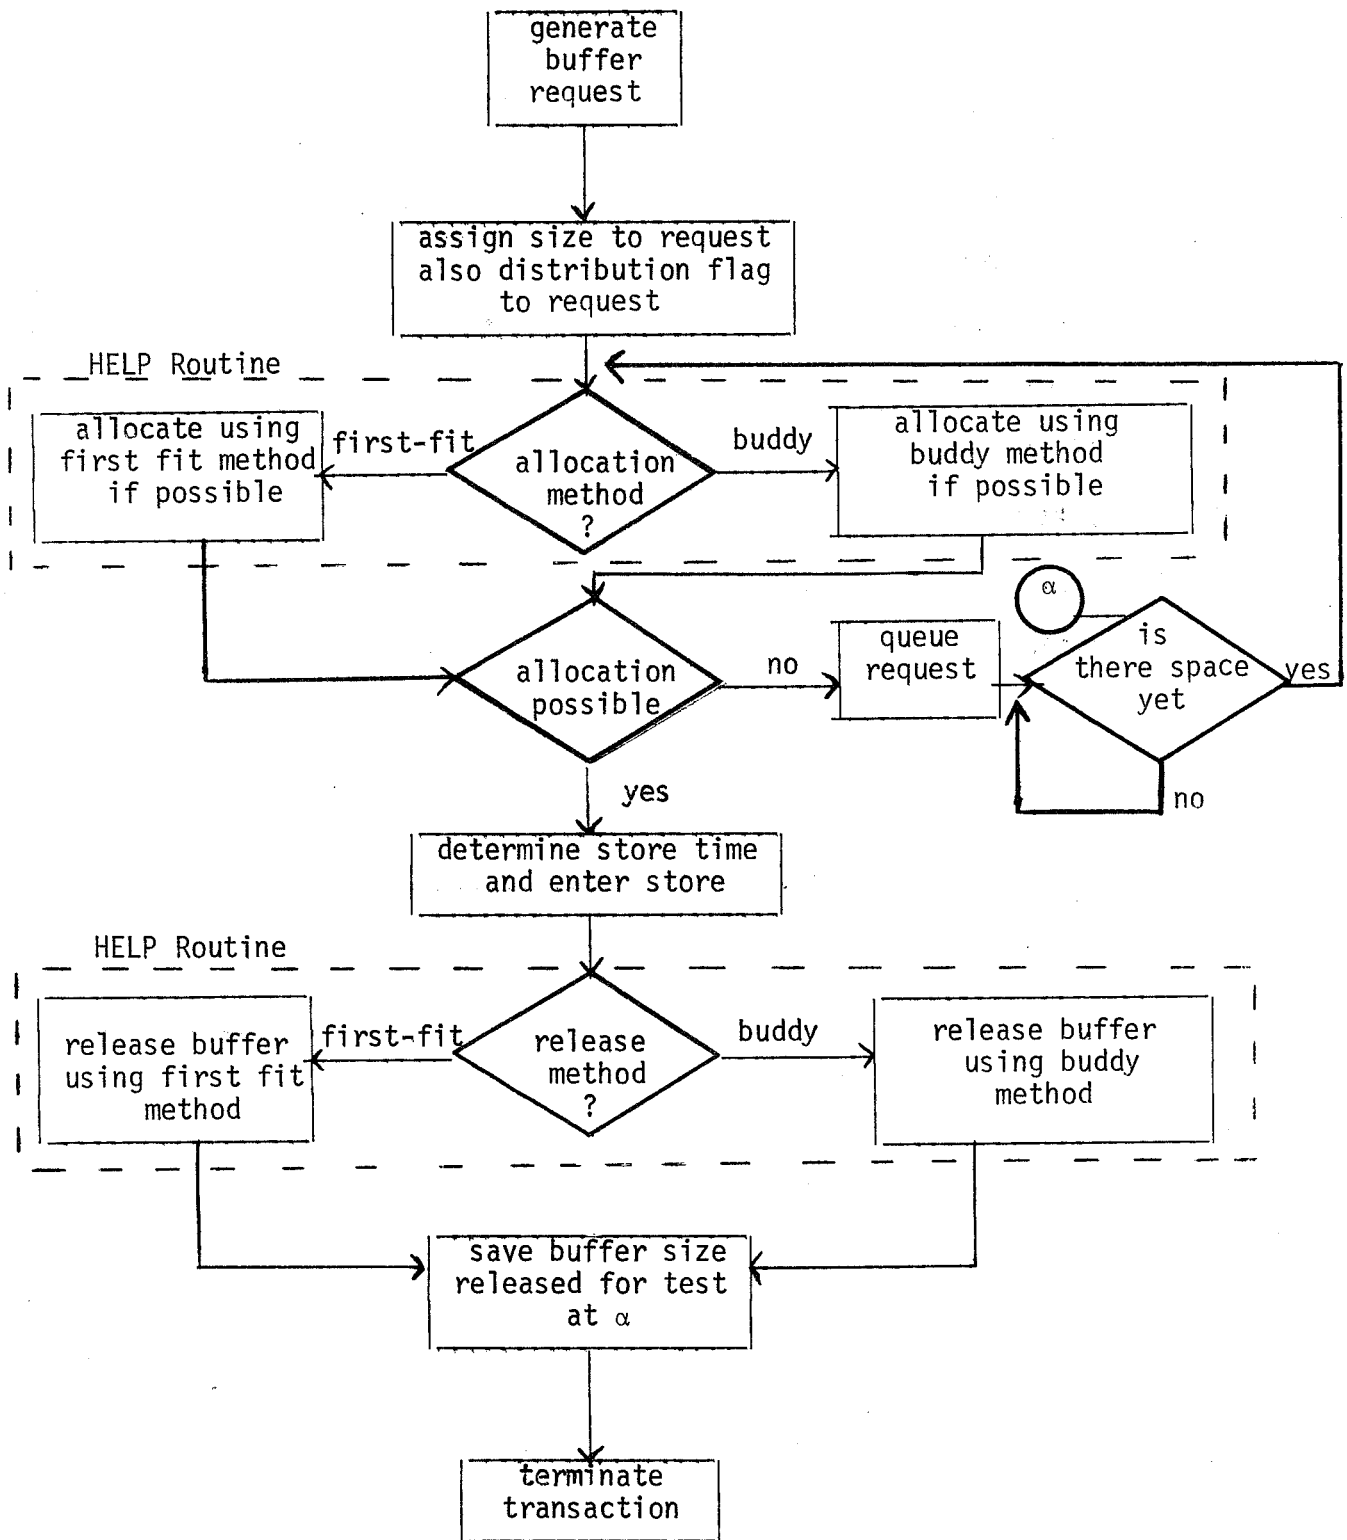 generate
buffer
request
assign size to request
also distribution flag
to request
HELP Routine
allocate using
first fit method
if possible
first-fit
allocation
method
?
buddy
allocate using
buddy method
if possible
α
allocation
possible
no
queue
request
is
there space
yet
yes
no
yes
determine store time
and enter store
HELP Routine
release buffer
using first fit
method
first-fit
release
method
?
buddy
release buffer
using buddy
method
save buffer size
released for test
at α
terminate
transaction